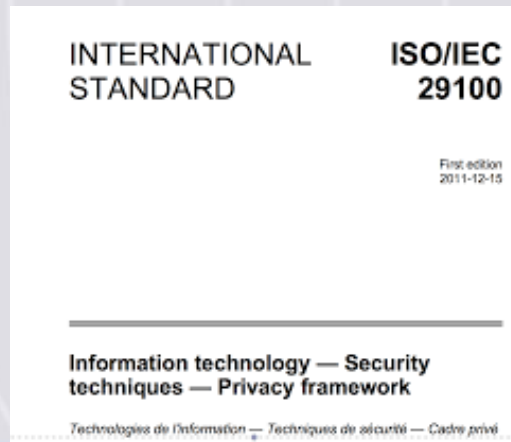 INTERNATIONAL STANDARD
ISO/IEC 29100
First edition
2011-12-15
Information technology — Security
techniques — Privacy framework
Technologies de l'information — Techniques de sécurité — Cadre privé